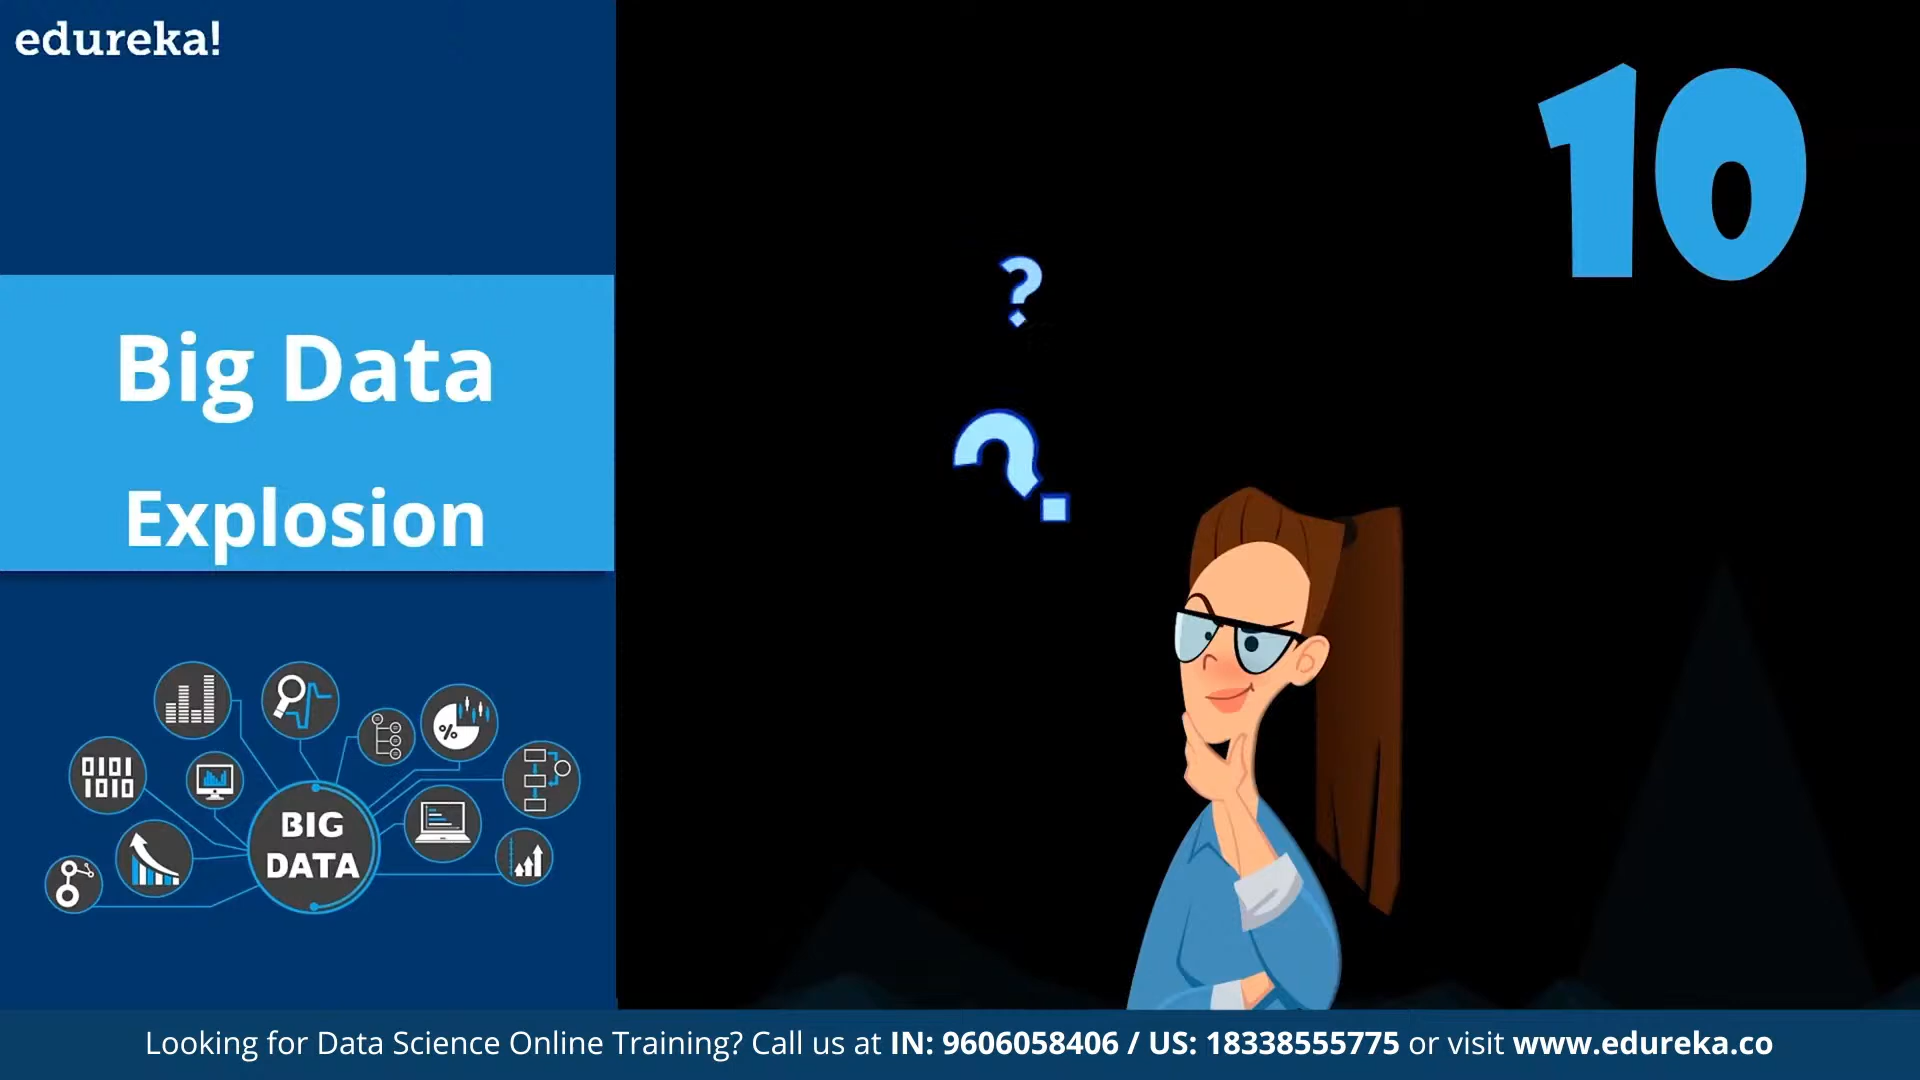 edureka!
10
?
?
Big Data
Explosion
%
0101
1010
BIG
DATA
Looking for Data Science Online Training? Call us at IN: 9606058406 / US: 18338555775 or visit www.edureka.co